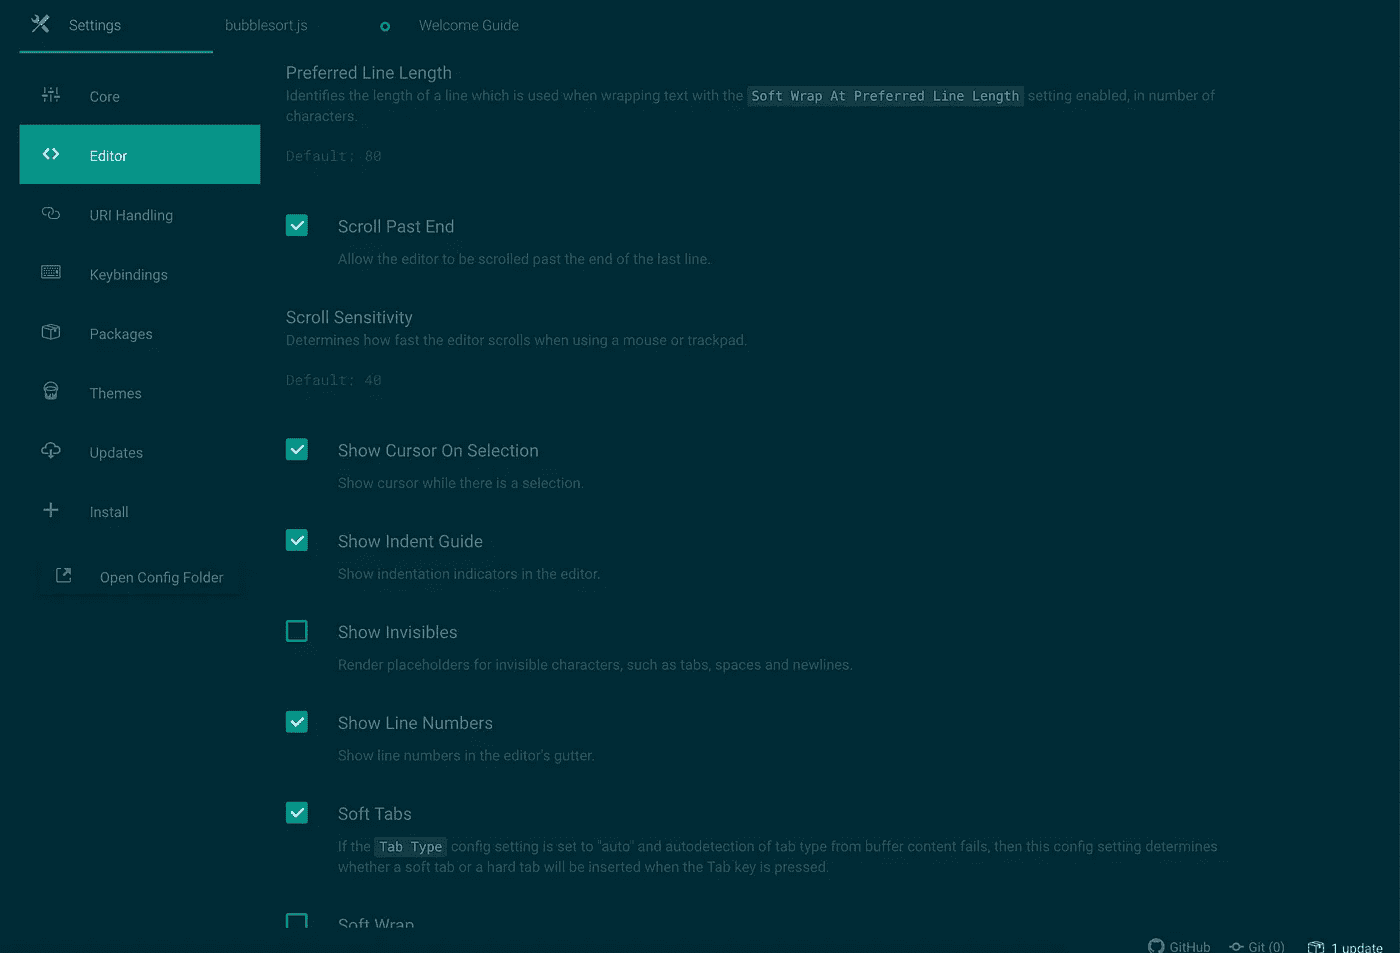 Settings
bubblesort.js
Welcome Guide
Core
Editor
URI Handling
Keybindings
Packages
Themes
Updates
Install
Open Config Folder
Preferred Line Length
Identifies the length of a line which is used when wrapping text with the Soft Wrap At Preferred Line Length setting enabled, in number of
characters.
Default: 80
Scroll Past End
Allow the editor to be scrolled past the end of the last line.
Scroll Sensitivity
Determines how fast the editor scrolls when using a mouse or trackpad.
Default: 40
Show Cursor On Selection
Show cursor while there is a selection.
Show Indent Guide
Show indentation indicators in the editor.
Show Invisibles
Render placeholders for invisible characters, such as tabs, spaces and newlines.
Show Line Numbers
Show line numbers in the editor's gutter.
Soft Tabs
If the Tab Type config setting is set to "auto" and autodetection of tab type from buffer content fails, then this config setting determines
whether a soft tab or a hard tab will be inserted when the Tab key is pressed.
Soft Wrap
GitHub
Git (0)
1 update